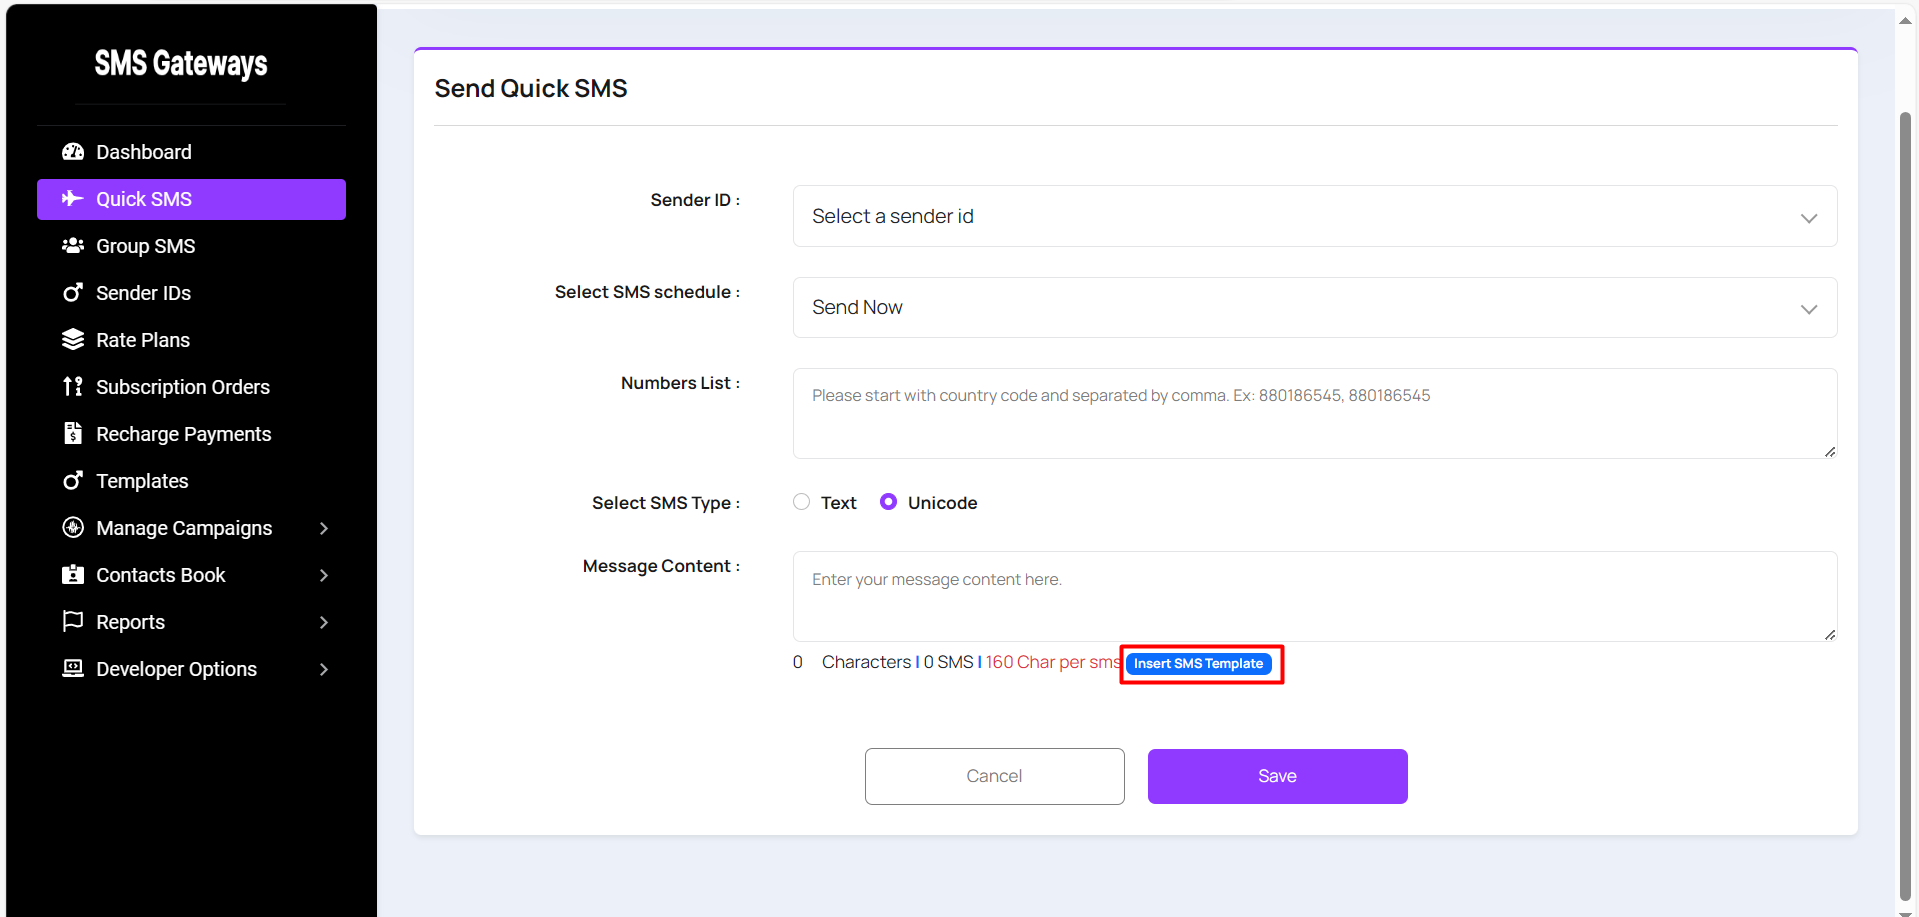 SMS Gateways
Dashboard
Quick SMS
Group SMS
Sender IDs
Rate Plans
Subscription Orders
Recharge Payments
Templates
Manage Campaigns
Contacts Book
Reports
Developer Options
Send Quick SMS
Sender ID :
Select a sender id
Select SMS schedule :
Send Now
Numbers List :
Please start with country code and separated by comma. Ex: 880186545, 880186545
Select SMS Type :
Text Unicode
Message Content :
Enter your message content here.
0 Characters | 0 SMS | 160 Char per sms Insert SMS Template
Cancel Save